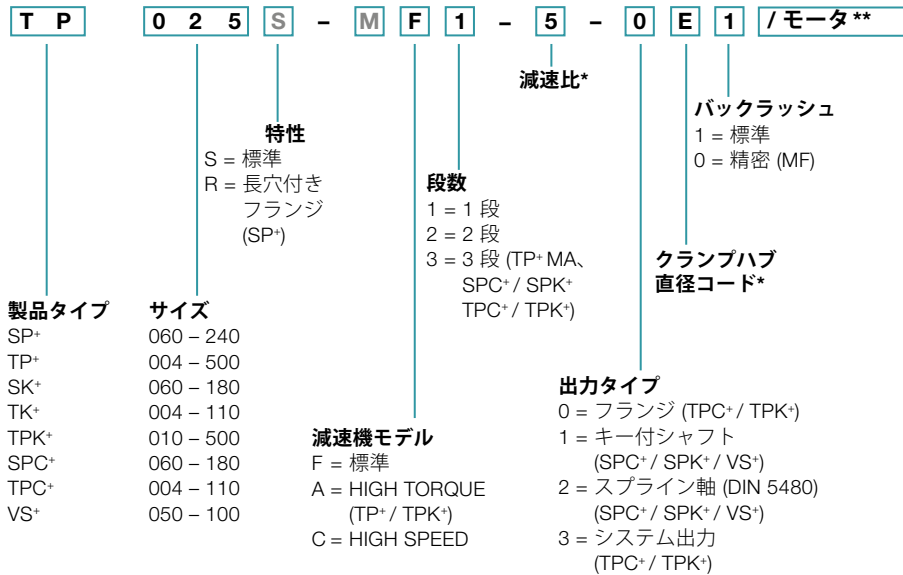 TP 025S – MF1 – 5 – 0E1 /モータ**
減速比*
バックラッシュ
1 = 標準
0 = 精密 (MF)
特性
S = 標準
R = 長穴付き
フランジ
(SP+)
段数
1 = 1 段
2 = 2 段
3 = 3 段 (TP+ MA、
SPC+ / SPK+
TPC+ / TPK+)
クランプハブ
直径コード*
製品タイプ
SP+
TP+
SK+
TK+
TPK+
SPC+
TPC+
VS+
サイズ
060 – 240
004 – 500
060 – 180
004 – 110
010 – 500
060 – 180
004 – 110
050 – 100
減速機モデル
F = 標準
A = HIGH TORQUE
(TP+ / TPK+)
C = HIGH SPEED
出力タイプ
0 = フランジ (TPC+ / TPK+)
1 = キー付シャフト
(SPC+ / SPK+ / VS+)
2 = スプライン軸 (DIN 5480)
(SPC+ / SPK+ / VS+)
3 = システム出力
(TPC+ / TPK+)